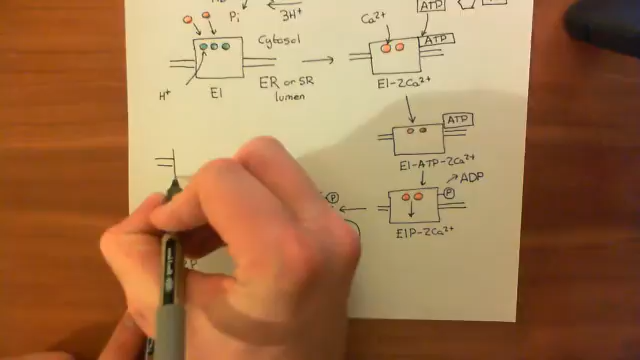 Pi
3H⁺
ATP
Ca²⁺
Cytosol
ATP
H⁺
E1
ER or SR
lumen
E1-2Ca²⁺
ATP
E1-ATP-2Ca²⁺
ADP
P
P
E1P-2Ca²⁺